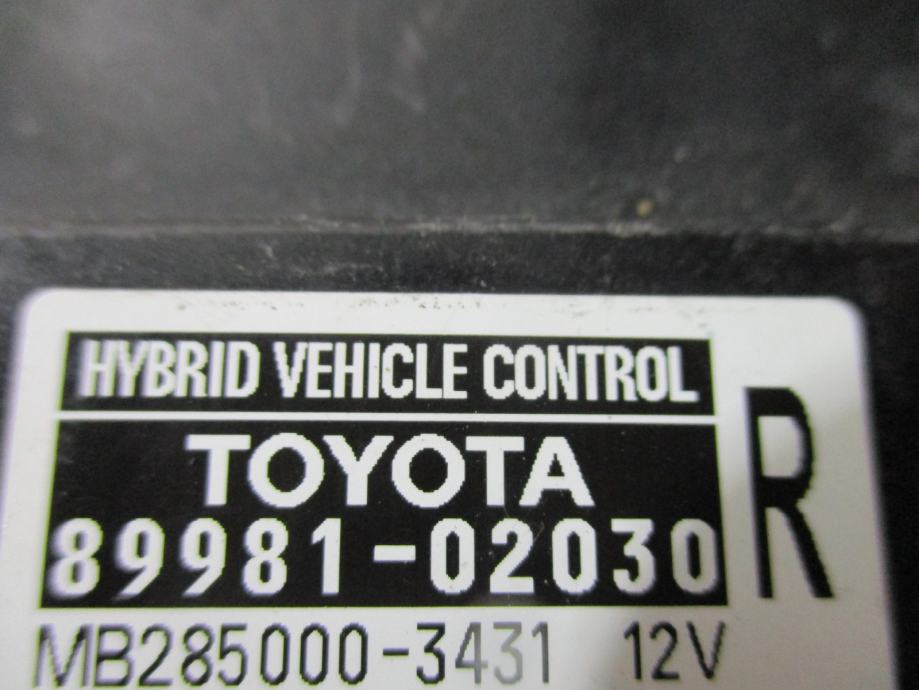 HYBRID VEHICLE CONTROL
TOYOTA
R
89981-02030
MB285000-3431 12V